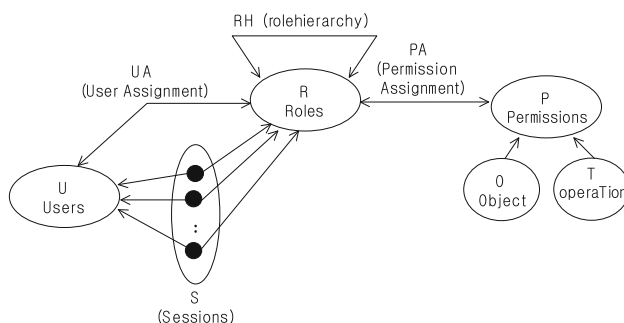 RH (rolehierarchy)
UA
(User Assignment)
PA
(Permission
Assignment)
R
Roles
P
Permissions
U
Users
O
Object
T
operaTion
:
S
(Sessions)